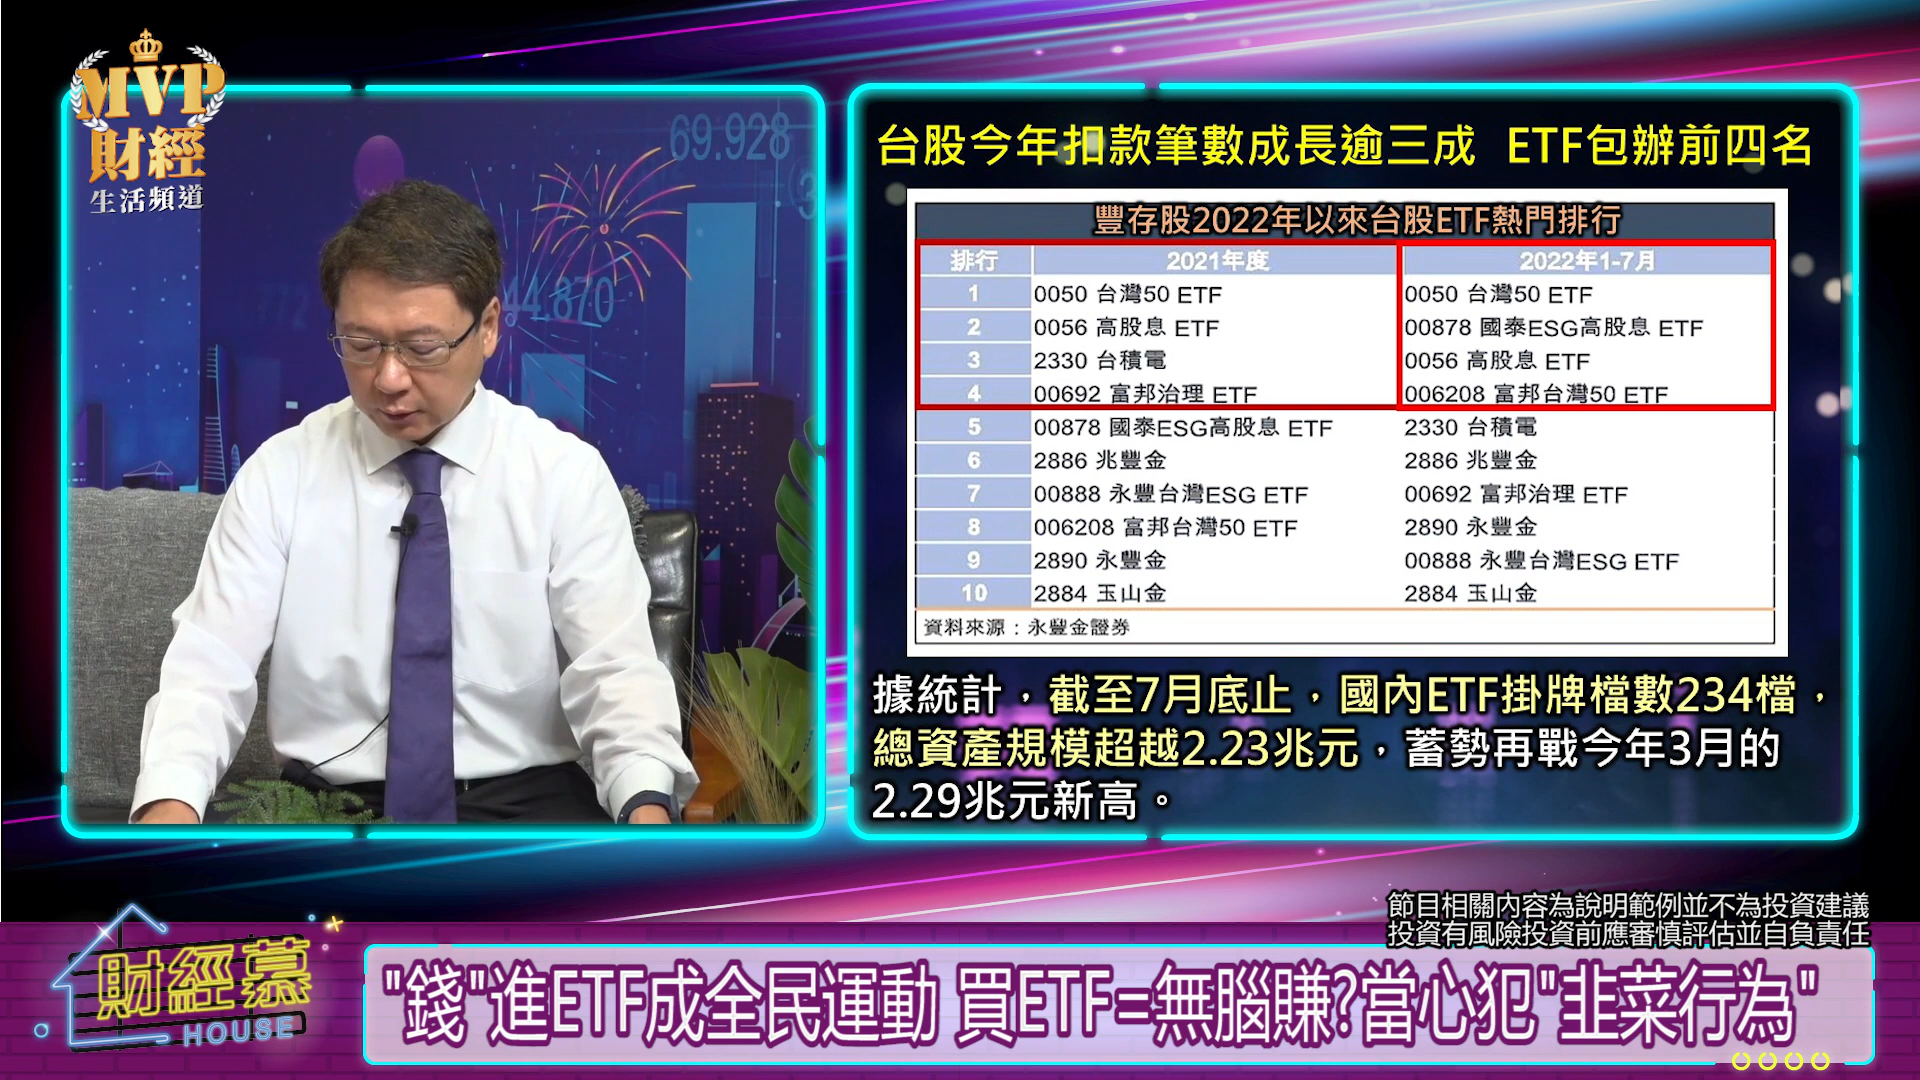 MVP
財經
生活頻道
69.928
44.870
台股今年扣款筆數成長逾三成 ETF包辦前四名
豐存股2022年以來台股ETF熱門排行
排行 2021年度 2022年1-7月
1 0050 台灣50 ETF 0050 台灣50 ETF
2 0056 高股息 ETF 00878 國泰ESG高股息 ETF
3 2330 台積電 0056 高股息 ETF
4 00692 富邦治理 ETF 006208 富邦台灣50 ETF
5 00878 國泰ESG高股息 ETF 2330 台積電
6 2886 兆豐金 2886 兆豐金
7 00888 永豐台灣ESG ETF 00692 富邦治理 ETF
8 006208 富邦台灣50 ETF 2890 永豐金
9 2890 永豐金 00888 永豐台灣ESG ETF
10 2884 玉山金 2884 玉山金
資料來源：永豐金證券
據統計，截至7月底止，國內ETF掛牌檔數234檔，
總資產規模超越2.23兆元，蓄勢再戰今年3月的
2.29兆元新高。
節目相關內容為說明範例並不為投資建議
投資有風險投資前應審慎評估並自負責任
財經慕
HOUSE
"錢"進ETF成全民運動 買ETF=無腦賺?當心犯"韭菜行為"